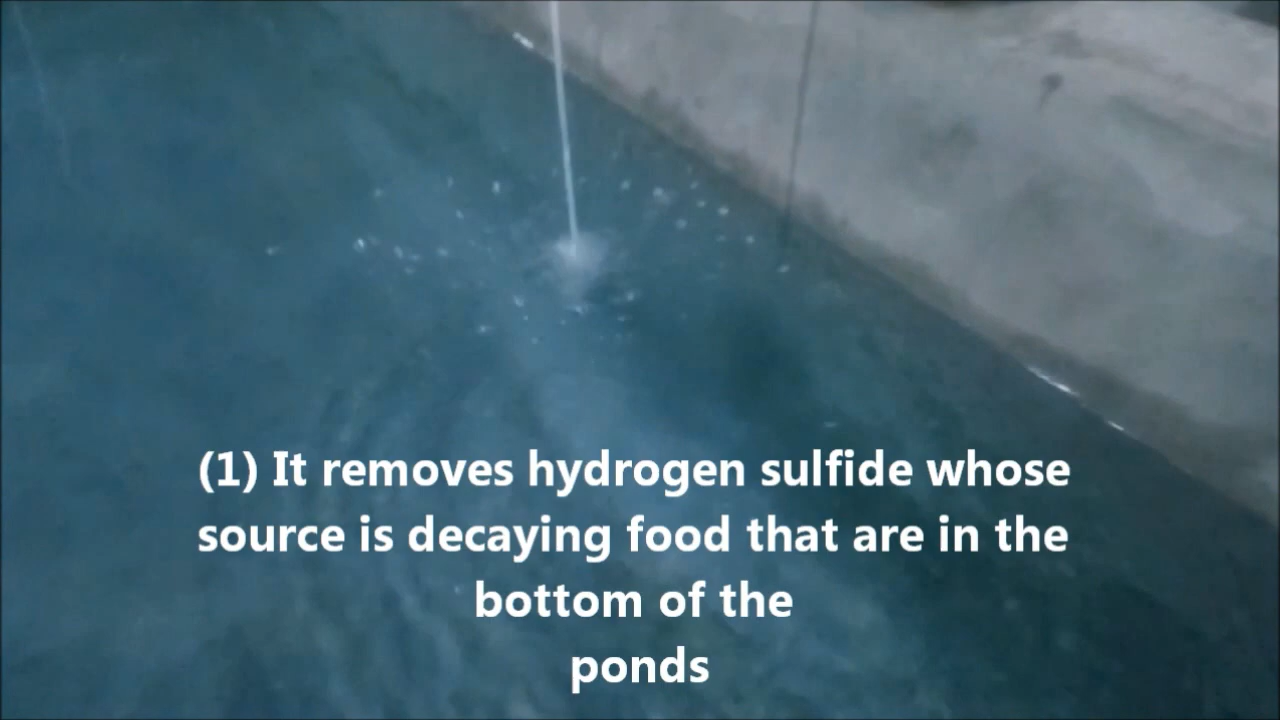 (1) It removes hydrogen sulfide whose
source is decaying food that are in the
bottom of the
ponds